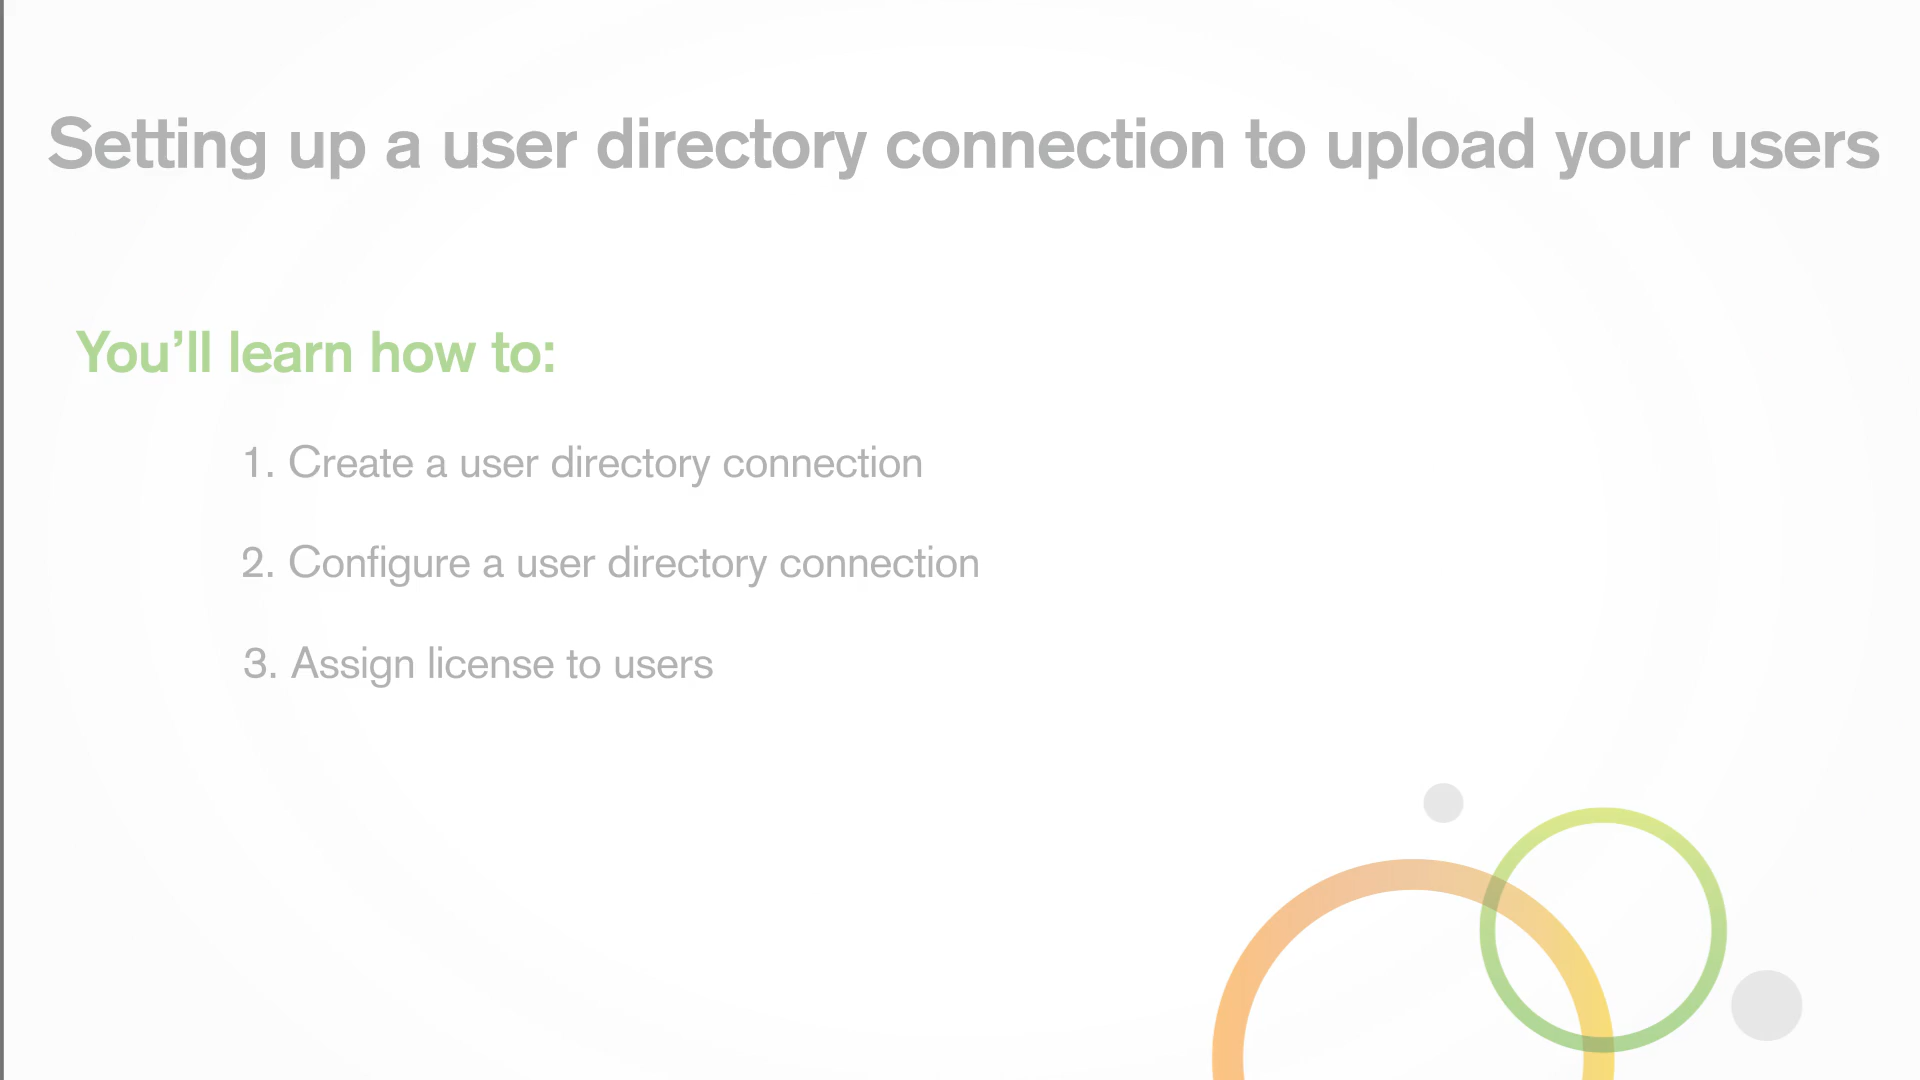 Setting up a user directory connection to upload your users
You’ll learn how to:
1. Create a user directory connection
2. Configure a user directory connection
3. Assign license to users